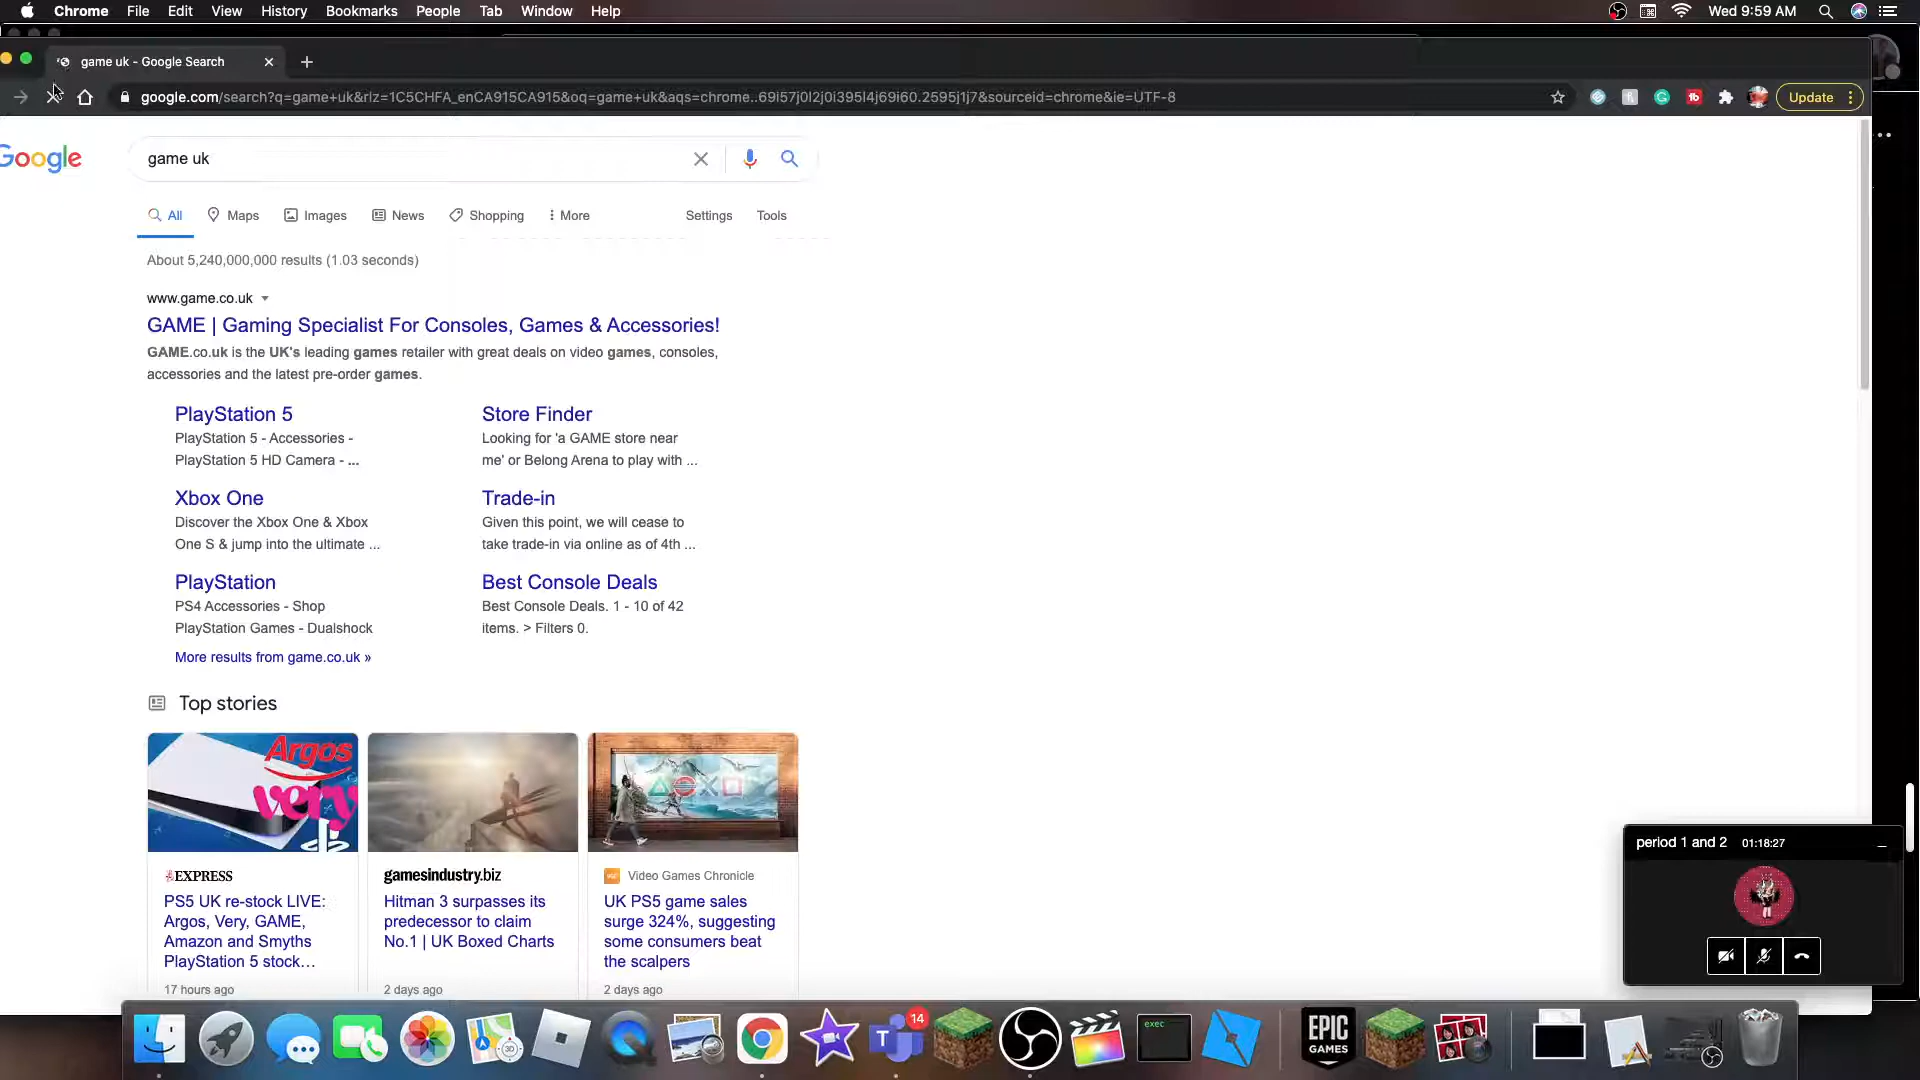 Chrome File Edit View History Bookmarks People Tab Window Help Wed 9:59 AM
game uk - Google Search
google.com/search?q=game+uk&rlz=1C5CHFA_enCA915CA915&oq=game+uk&aqs=chrome..69i57j0l2j0i395l4j69i60.2595j1j7&sourceid=chrome&ie=UTF-8 Update
Google game uk
All Maps Images News Shopping More Settings Tools
About 5,240,000,000 results (1.03 seconds)
www.game.co.uk
GAME | Gaming Specialist For Consoles, Games & Accessories!
GAME.co.uk is the UK's leading games retailer with great deals on video games, consoles,
accessories and the latest pre-order games.
PlayStation 5
PlayStation 5 - Accessories -
PlayStation 5 HD Camera - ...
Store Finder
Looking for 'a GAME store near
me' or Belong Arena to play with ...
Xbox One
Discover the Xbox One & Xbox
One S & jump into the ultimate ...
Trade-in
Given this point, we will cease to
take trade-in via online as of 4th ...
PlayStation
PS4 Accessories - Shop
PlayStation Games - Dualshock
Best Console Deals
Best Console Deals. 1 - 10 of 42
items. > Filters 0.
More results from game.co.uk »
Top stories
Argos
very
EXPRESS
PS5 UK re-stock LIVE:
Argos, Very, GAME,
Amazon and Smyths
PlayStation 5 stock...
17 hours ago
gamesindustry.biz
Hitman 3 surpasses its
predecessor to claim
No.1 | UK Boxed Charts
2 days ago
Video Games Chronicle
UK PS5 game sales
surge 324%, suggesting
some consumers beat
the scalpers
2 days ago
period 1 and 2 01:18:27
3D
14
exec
EPIC
GAMES